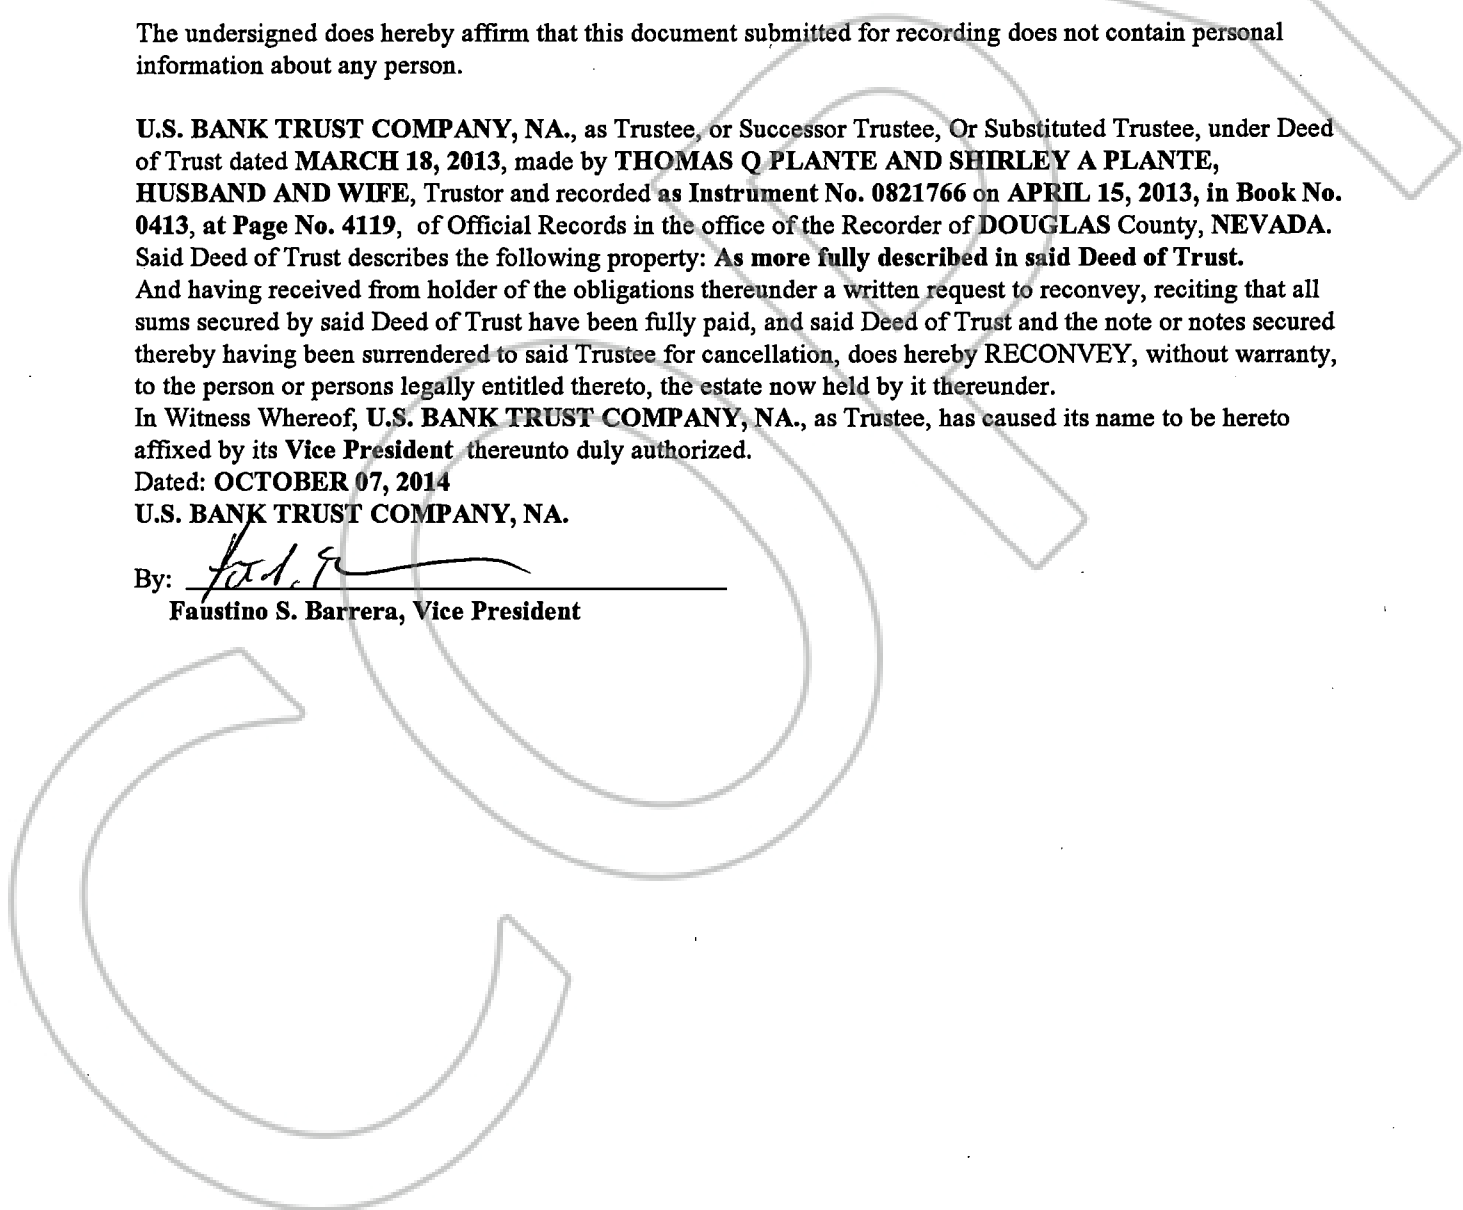 The undersigned does hereby affirm that this document submitted for recording does not contain personal
information about any person.
U.S. BANK TRUST COMPANY, NA., as Trustee, or Successor Trustee, Or Substituted Trustee, under Deed
of Trust dated MARCH 18, 2013, made by THOMAS Q PLANTE AND SHIRLEY A PLANTE,
HUSBAND AND WIFE, Trustor and recorded as Instrument No. 0821766 on APRIL 15, 2013, in Book No.
0413, at Page No. 4119, of Official Records in the office of the Recorder of DOUGLAS County, NEVADA.
Said Deed of Trust describes the following property: As more fully described in said Deed of Trust.
And having received from holder of the obligations thereunder a written request to reconvey, reciting that all
sums secured by said Deed of Trust have been fully paid, and said Deed of Trust and the note or notes secured
thereby having been surrendered to said Trustee for cancellation, does hereby RECONVEY, without warranty,
to the person or persons legally entitled thereto, the estate now held by it thereunder.
In Witness Whereof, U.S. BANK TRUST COMPANY, NA., as Trustee, has caused its name to be hereto
affixed by its Vice President thereunto duly authorized.
Dated: OCTOBER 07, 2014
U.S. BANK TRUST COMPANY, NA.
By:
Faustino S. Barrera, Vice President
COPY